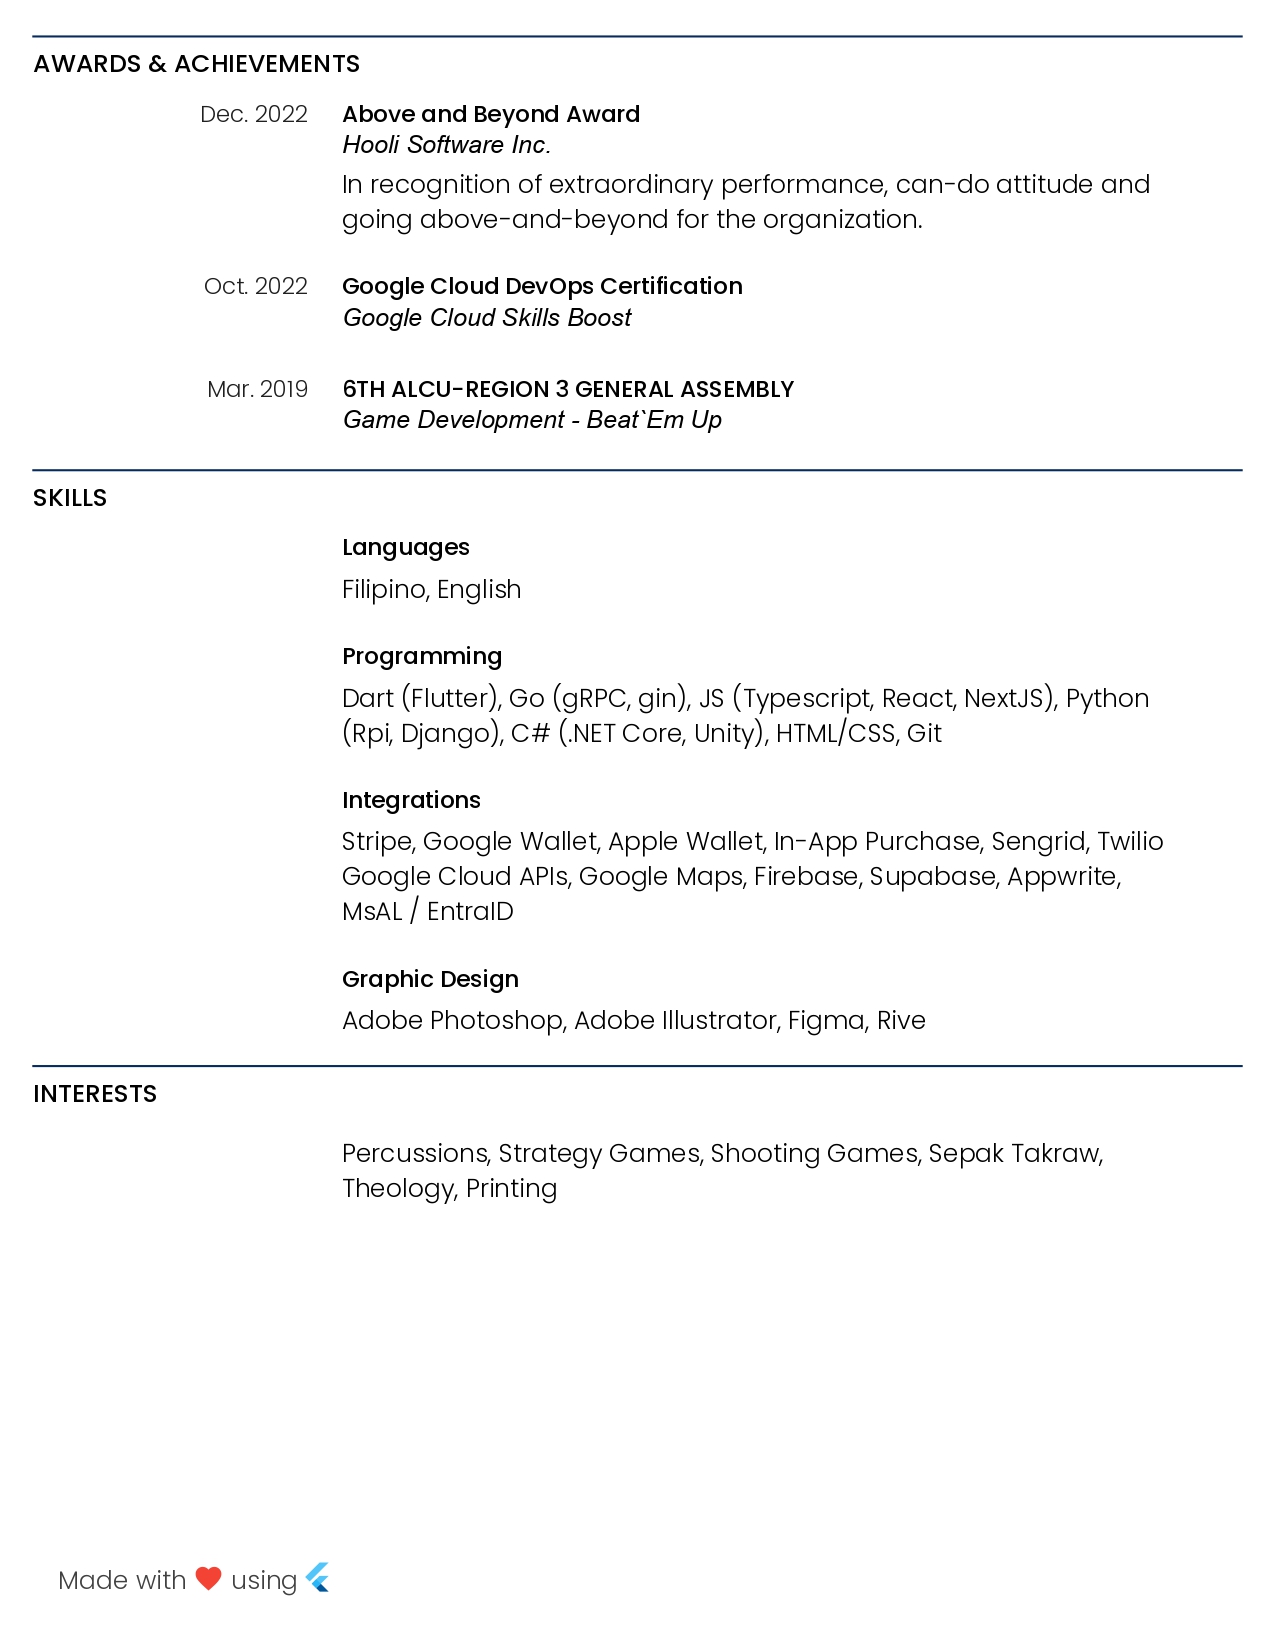 AWARDS & ACHIEVEMENTS
Dec. 2022 Above and Beyond Award
Hooli Software Inc.
In recognition of extraordinary performance, can-do attitude and
going above-and-beyond for the organization.
Oct. 2022 Google Cloud DevOps Certification
Google Cloud Skills Boost
Mar. 2019 6TH ALCU-REGION 3 GENERAL ASSEMBLY
Game Development - Beat`Em Up
SKILLS
Languages
Filipino, English
Programming
Dart (Flutter), Go (gRPC, gin), JS (Typescript, React, NextJS), Python
(Rpi, Django), C# (.NET Core, Unity), HTML/CSS, Git
Integrations
Stripe, Google Wallet, Apple Wallet, In-App Purchase, Sengrid, Twilio
Google Cloud APIs, Google Maps, Firebase, Supabase, Appwrite,
MsAL / EntraID
Graphic Design
Adobe Photoshop, Adobe Illustrator, Figma, Rive
INTERESTS
Percussions, Strategy Games, Shooting Games, Sepak Takraw,
Theology, Printing
Made with ❤ using